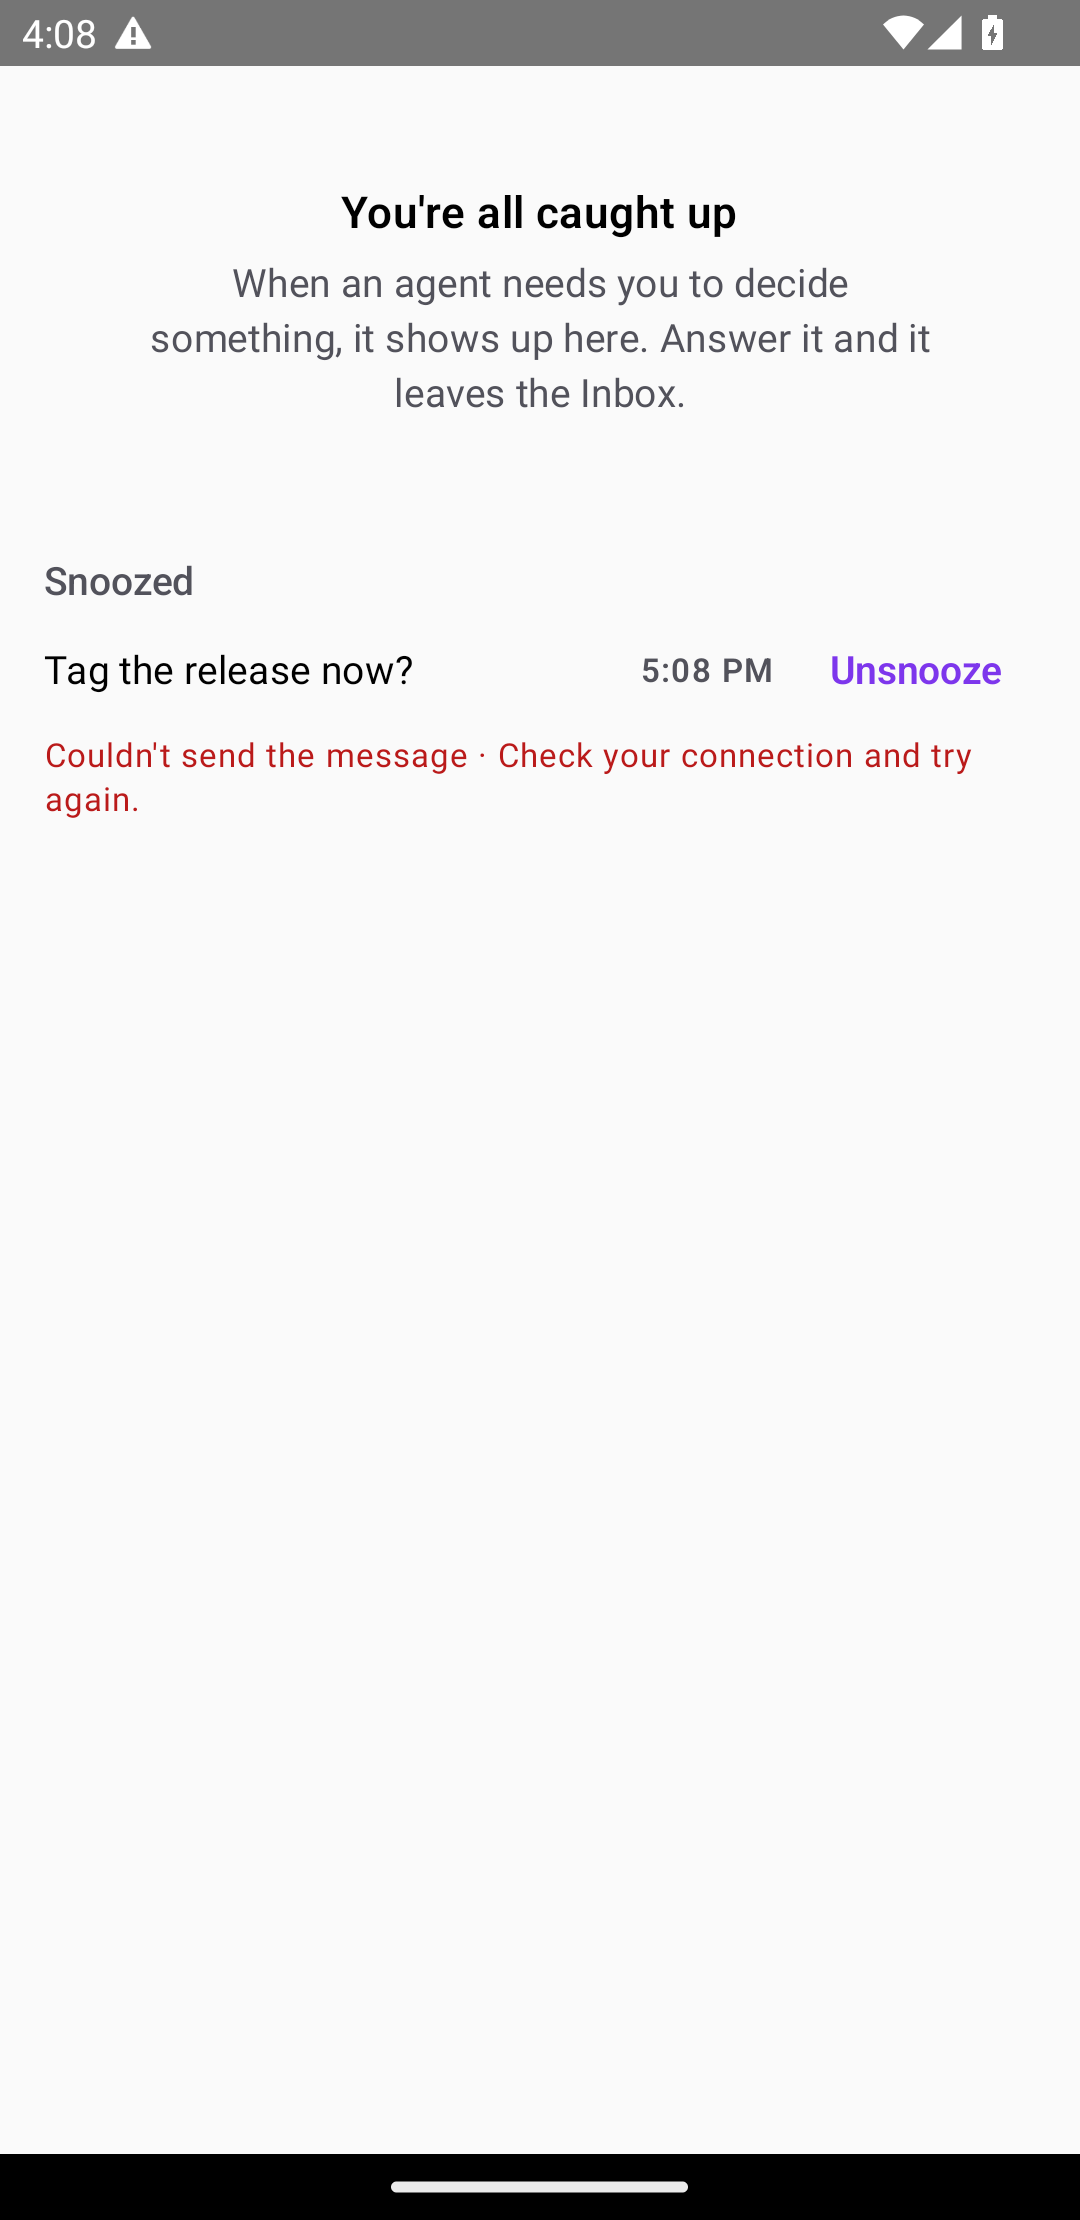 4:08
You're all caught up
When an agent needs you to decide
something, it shows up here. Answer it and it
leaves the Inbox.
Snoozed
Tag the release now? 5:08 PM Unsnooze
Couldn't send the message · Check your connection and try
again.